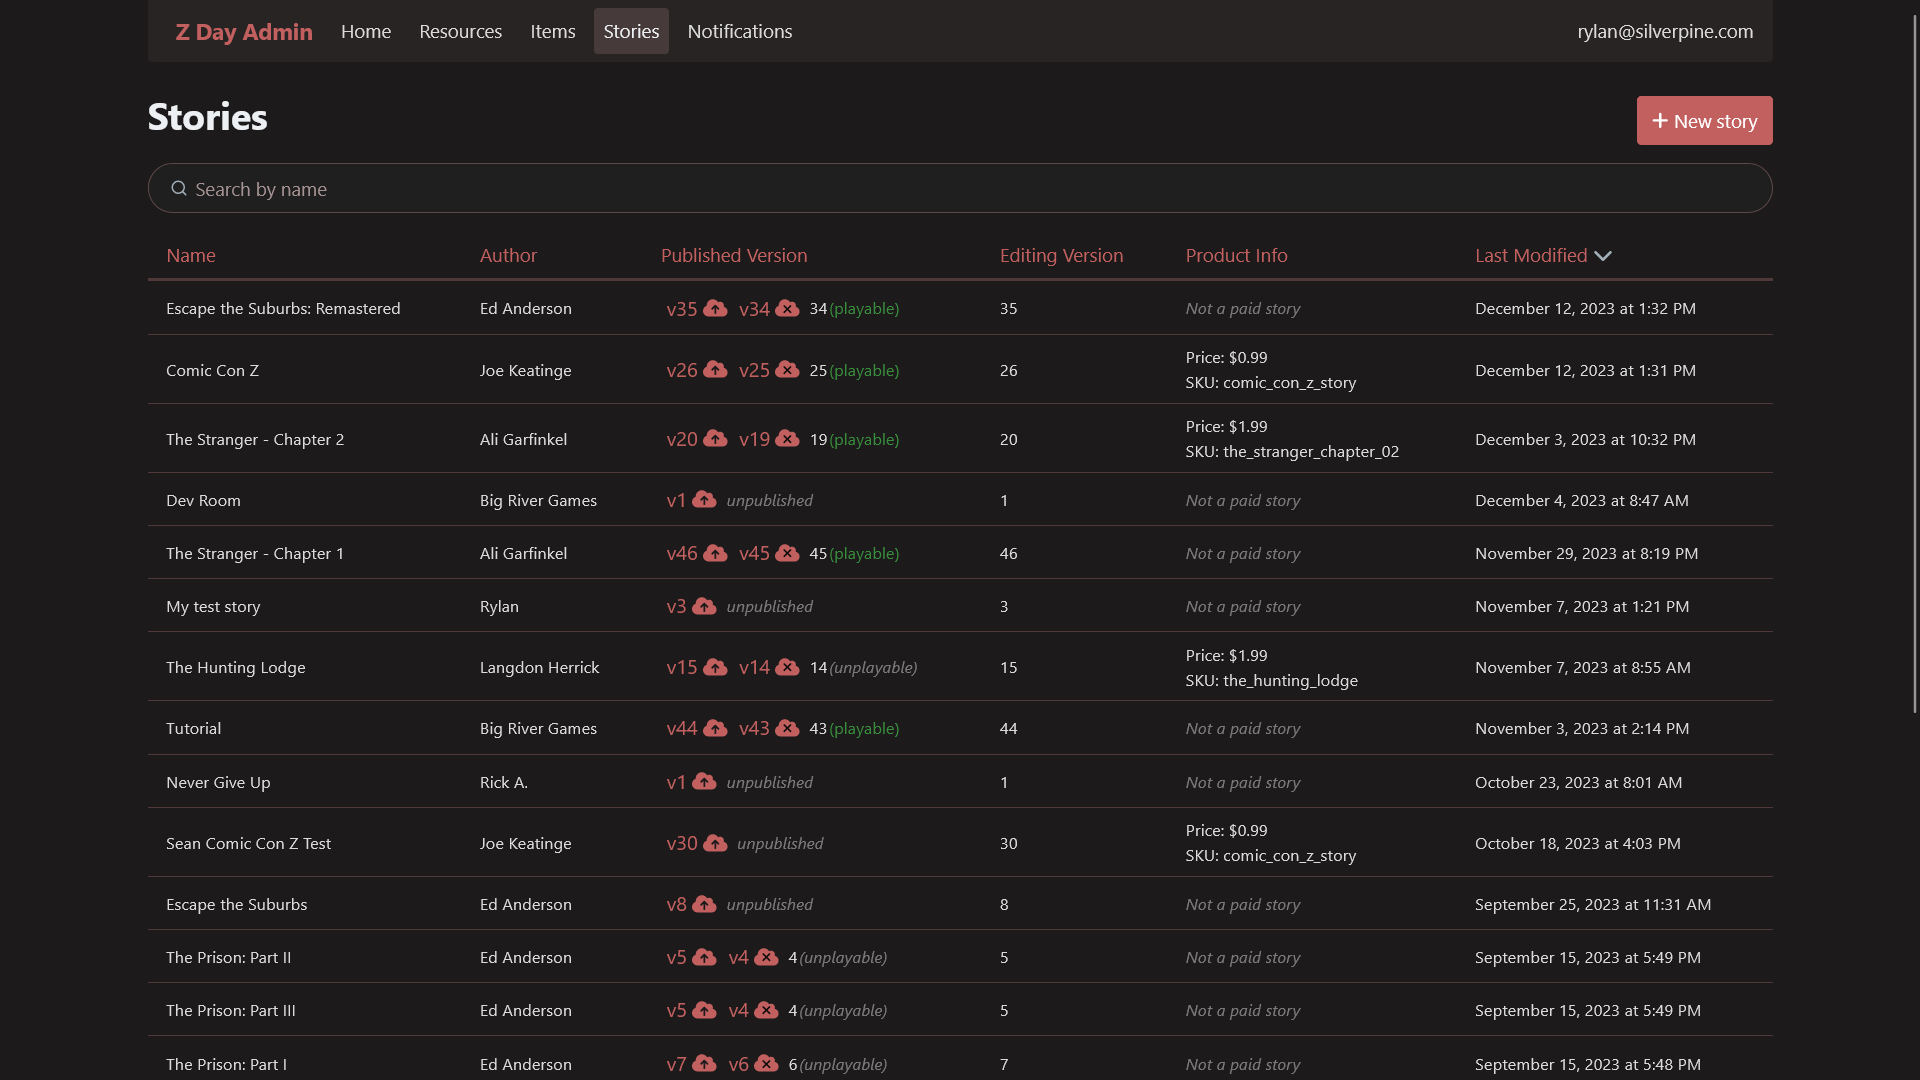 Z Day Admin Home Resources Items Stories Notifications rylan@silverpine.com
Stories
+ New story
Search by name
Name Author Published Version Editing Version Product Info Last Modified
Escape the Suburbs: Remastered Ed Anderson v35 v34 34 (playable) 35 Not a paid story December 12, 2023 at 1:32 PM
Comic Con Z Joe Keatinge v26 v25 25 (playable) 26 Price: $0.99 December 12, 2023 at 1:31 PM
SKU: comic_con_z_story
The Stranger - Chapter 2 Ali Garfinkel v20 v19 19 (playable) 20 Price: $1.99 December 3, 2023 at 10:32 PM
SKU: the_stranger_chapter_02
Dev Room Big River Games v1 unpublished 1 Not a paid story December 4, 2023 at 8:47 AM
The Stranger - Chapter 1 Ali Garfinkel v46 v45 45 (playable) 46 Not a paid story November 29, 2023 at 8:19 PM
My test story Rylan v3 unpublished 3 Not a paid story November 7, 2023 at 1:21 PM
The Hunting Lodge Langdon Herrick v15 v14 14 (unplayable) 15 Price: $1.99 November 7, 2023 at 8:55 AM
SKU: the_hunting_lodge
Tutorial Big River Games v44 v43 43 (playable) 44 Not a paid story November 3, 2023 at 2:14 PM
Never Give Up Rick A. v1 unpublished 1 Not a paid story October 23, 2023 at 8:01 AM
Sean Comic Con Z Test Joe Keatinge v30 unpublished 30 Price: $0.99 October 18, 2023 at 4:03 PM
SKU: comic_con_z_story
Escape the Suburbs Ed Anderson v8 unpublished 8 Not a paid story September 25, 2023 at 11:31 AM
The Prison: Part II Ed Anderson v5 v4 4 (unplayable) 5 Not a paid story September 15, 2023 at 5:49 PM
The Prison: Part III Ed Anderson v5 v4 4 (unplayable) 5 Not a paid story September 15, 2023 at 5:49 PM
The Prison: Part I Ed Anderson v7 v6 6 (unplayable) 7 Not a paid story September 15, 2023 at 5:48 PM